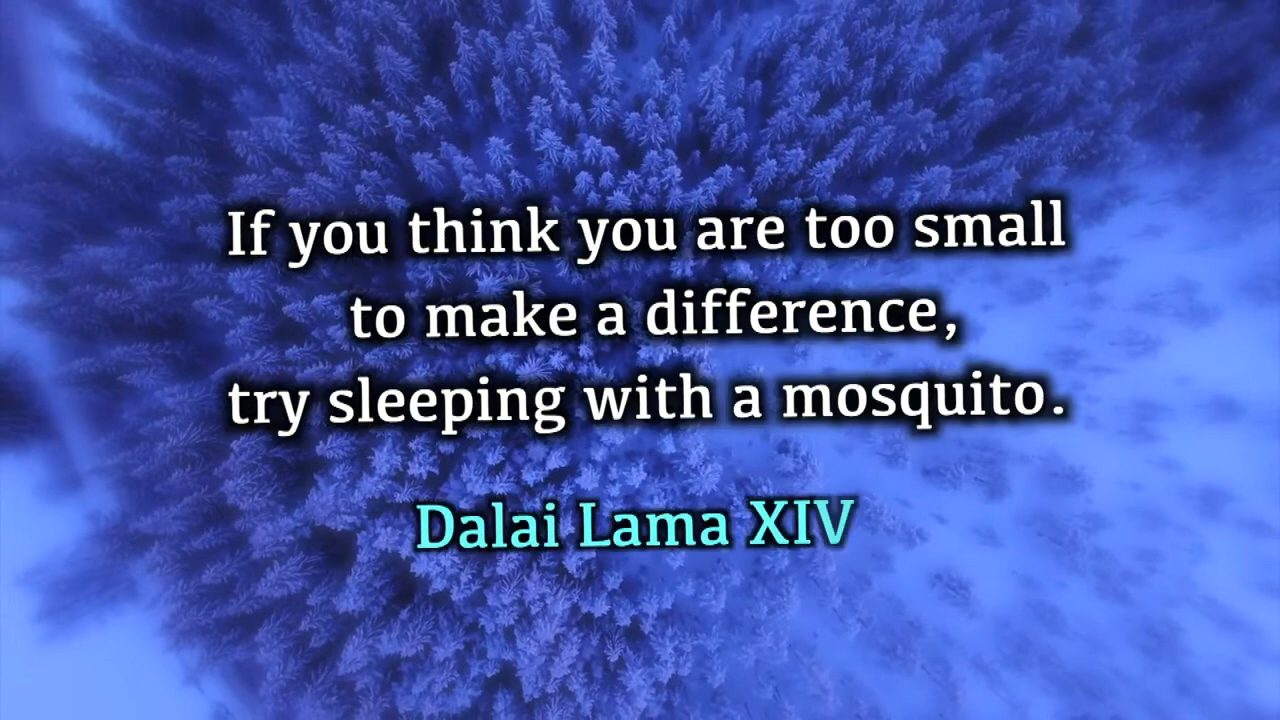 If you think you are too small
to make a difference,
try sleeping with a mosquito.
Dalai Lama XIV